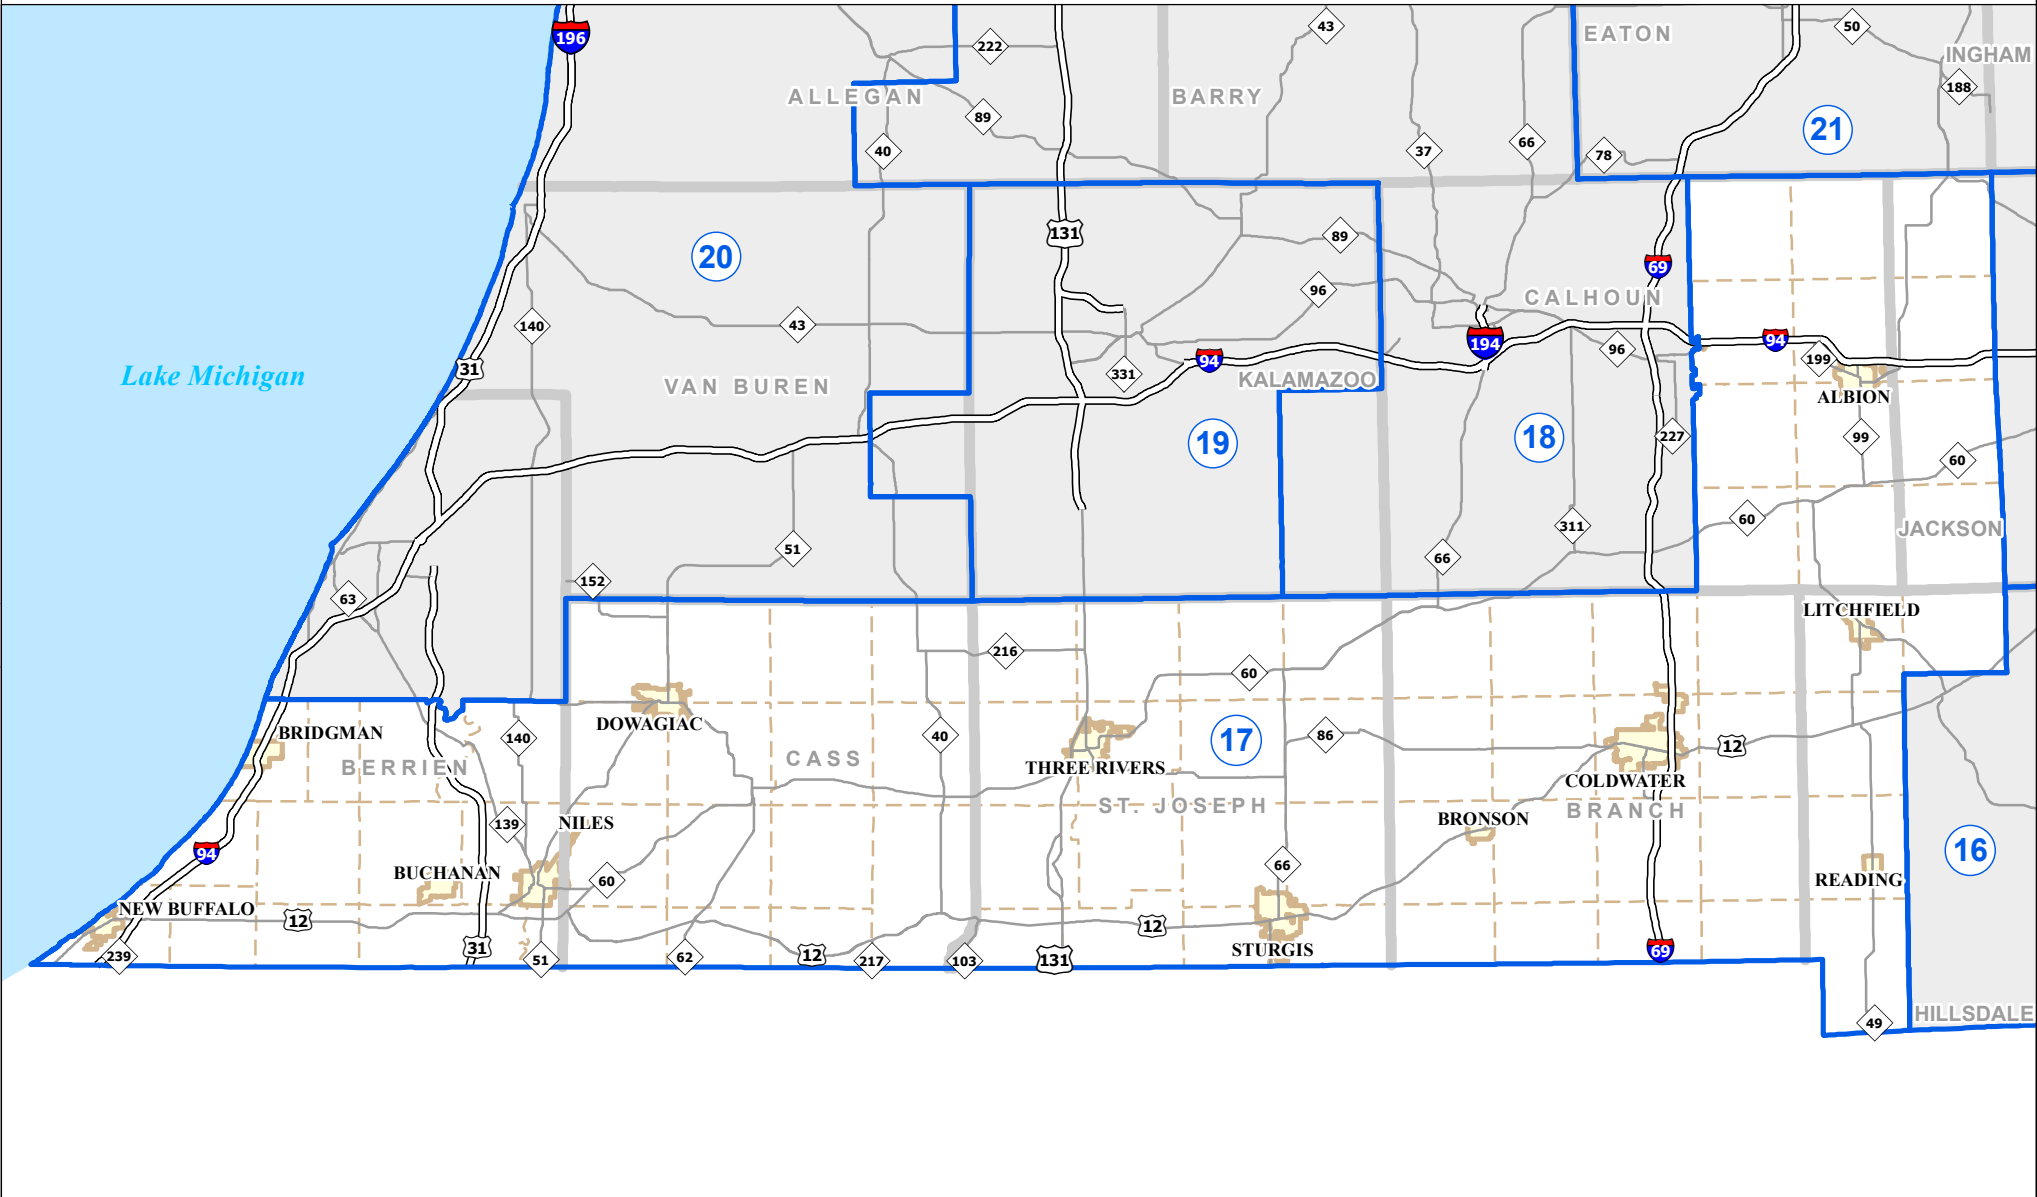 196
43
50
EATON
222
INGHAM
188
ALLEGAN
BARRY
89
21
40
37
66
78
131
89
20
69
96
CALHOUN
140
43
194
94
96
94
199
31
331
Lake Michigan
VAN BUREN
KALAMAZOO
ALBION
19
18
227
99
60
60
311
JACKSON
51
66
152
63
LITCHFIELD
216
60
DOWAGIAC
BRIDGMAN
140
40
17
86
12
CASS
BERRIEN
THREE RIVERS
COLDWATER
ST. JOSEPH
BRANCH
139
NILES
BRONSON
94
16
66
BUCHANAN
60
READING
NEW BUFFALO
12
12
STURGIS
239
31
51
62
12
217
103
131
69
HILLSDALE
49